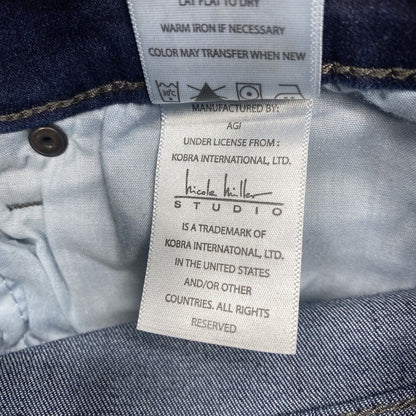 LAY FLAT TO DRY
WARM IRON IF NECESSARY
COLOR MAY TRANSFER WHEN NEW
MANUFACTURED BY:
AGI
UNDER LICENSE FROM :
KOBRA INTERNATIONAL, LTD.
nicole miller
STUDIO
IS A TRADEMARK OF
KOBRA INTERNATONAL, LTD.
IN THE UNITED STATES
AND/OR OTHER
COUNTRIES. ALL RIGHTS
RESERVED